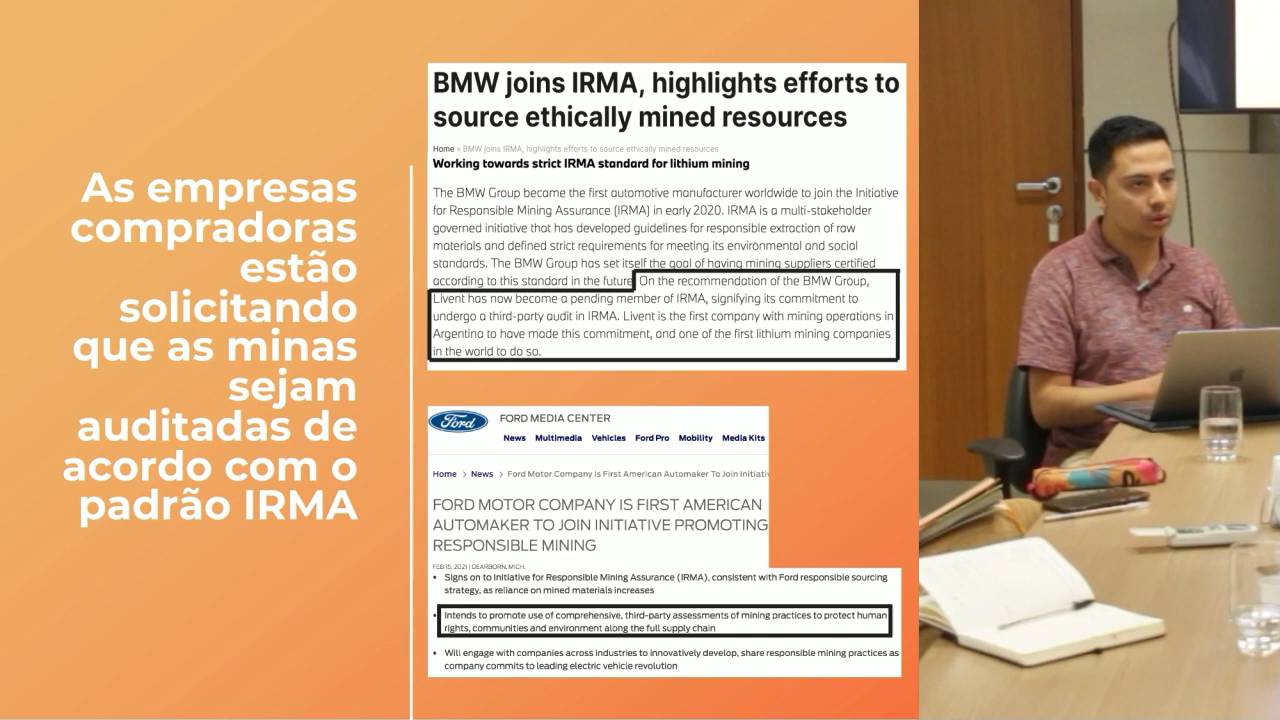 As empresas
compradoras
estão
solicitando
que as minas
sejam
auditadas de
acordo com o
padrão IRMA
BMW joins IRMA, highlights efforts to
source ethically mined resources
Home » BMW joins IRMA, highlights efforts to source ethically mined resources
Working towards strict IRMA standard for lithium mining
The BMW Group became the first automotive manufacturer worldwide to join the Initiative
for Responsible Mining Assurance (IRMA) in early 2020. IRMA is a multi-stakeholder
governed initiative that has developed guidelines for responsible extraction of raw
materials and defined strict requirements for meeting its environmental and social
standards. The BMW Group has set itself the goal of having mining suppliers certified
according to this standard in the future. On the recommendation of the BMW Group,
Livent has now become a pending member of IRMA, signifying its commitment to
undergo a third-party audit in IRMA. Livent is the first company with mining operations in
Argentina to have made this commitment, and one of the first lithium mining companies
in the world to do so.
Ford
FORD MEDIA CENTER
News Multimedia Vehicles Ford Pro Mobility Media Kits
Home > News > Ford Motor Company Is First American Automaker To Join Initiativ
FORD MOTOR COMPANY IS FIRST AMERICAN
AUTOMAKER TO JOIN INITIATIVE PROMOTING
RESPONSIBLE MINING
FEB 15, 2021 | DEARBORN, MICH.
• Signs on to Initiative for Responsible Mining Assurance (IRMA), consistent with Ford responsible sourcing
strategy, as reliance on mined materials increases
• Intends to promote use of comprehensive, third-party assessments of mining practices to protect human
rights, communities and environment along the full supply chain
• Will engage with companies across industries to innovatively develop, share responsible mining practices as
company commits to leading electric vehicle revolution